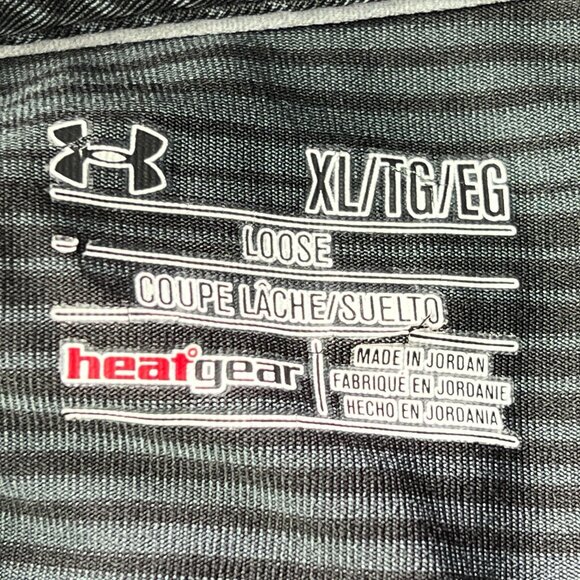 XL/TG/EG
LOOSE
COUPE LÂCHE/SUELTO
heatgear
MADE IN JORDAN
FABRIQUE EN JORDANIE
HECHO EN JORDANIA